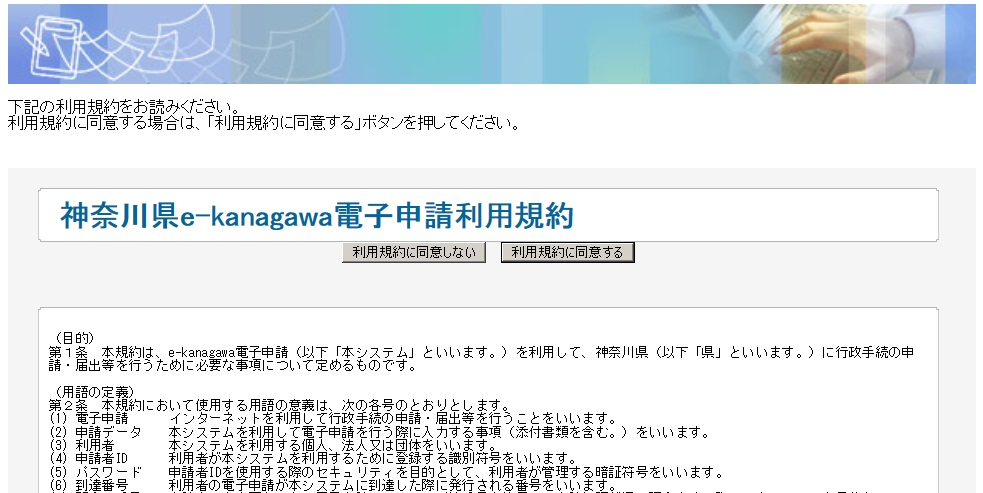 下記の利用規約をお読みください。
利用規約に同意する場合は、「利用規約に同意する」ボタンを押してください。
神奈川県e-kanagawa電子申請利用規約
利用規約に同意しない 利用規約に同意する
（目的）
第１条　本規約は、e-kanagawa電子申請（以下「本システム」といいます。）を利用して、神奈川県（以下「県」といいます。）に行政手続の申
請・届出等を行うために必要な事項について定めるものです。
（用語の定義）
第２条　本規約において使用する用語の意義は、次の各号のとおりとします。
(1) 電子申請　　　インターネットを利用して行政手続の申請・届出等を行うことをいいます。
(2) 申請データ　　本システムを利用して電子申請を行う際に入力する事項（添付書類を含む。）をいいます。
(3) 利用者　　　　本システムを利用する個人、法人又は団体をいいます。
(4) 申請者ID　　　利用者が本システムを利用するために登録する識別符号をいいます。
(5) パスワード　　申請者IDを使用する際のセキュリティを目的として、利用者が管理する暗証符号をいいます。
(6) 到達番号　　　利用者の電子申請が本システムに到達した際に発行される番号をいいます。